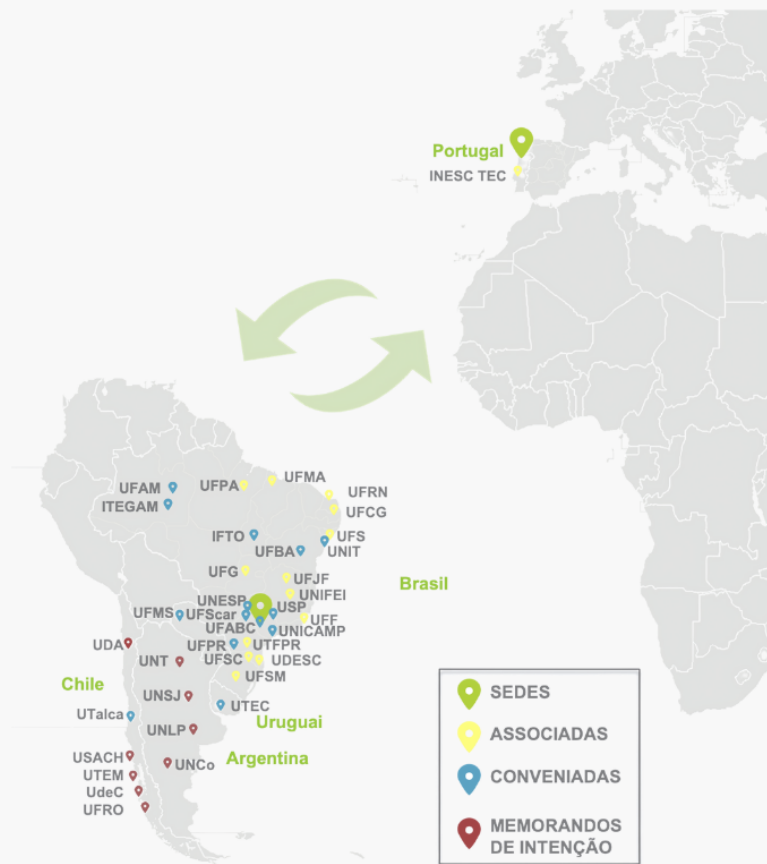 Portugal
INESC TEC
UFMA
UFAM
UFPA
UFRN
ITEGAM
UFCG
IFTO
UFS
UFBA
UNIT
UFG
UFJF
Brasil
UNIFEI
UNESP
USP
UFMS
UFScar
UFF
UFABC
UNICAMP
UDA
UFPR
UTFPR
UNT
UFSC
UDESC
UFSM
Chile
UNSJ
UTEC
UTalca
Uruguai
UNLP
USACH
Argentina
UNCo
UTEM
UdeC
UFRO
SEDES
ASSOCIADAS
CONVENIADAS
MEMORANDOS
DE INTENÇÃO